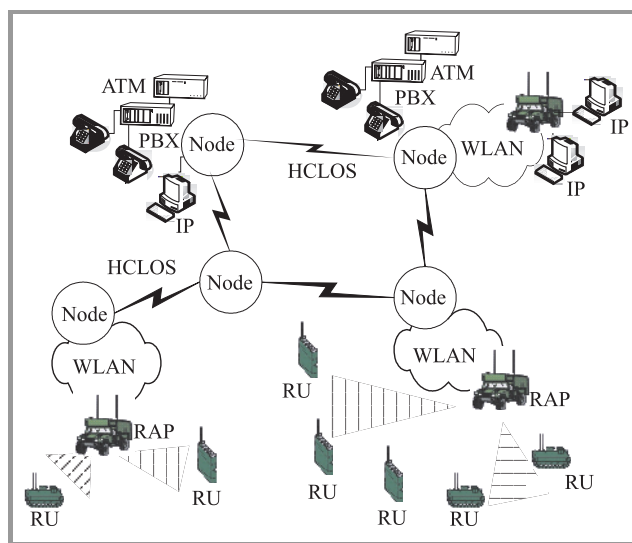 ATM
PBX
Node
IP
HCLOS
ATM
PBX
Node
WLAN
IP
IP
HCLOS
Node
Node
Node
WLAN
WLAN
RAP
RU
RU
RU
RAP
RU
RU
RU
RU
RU